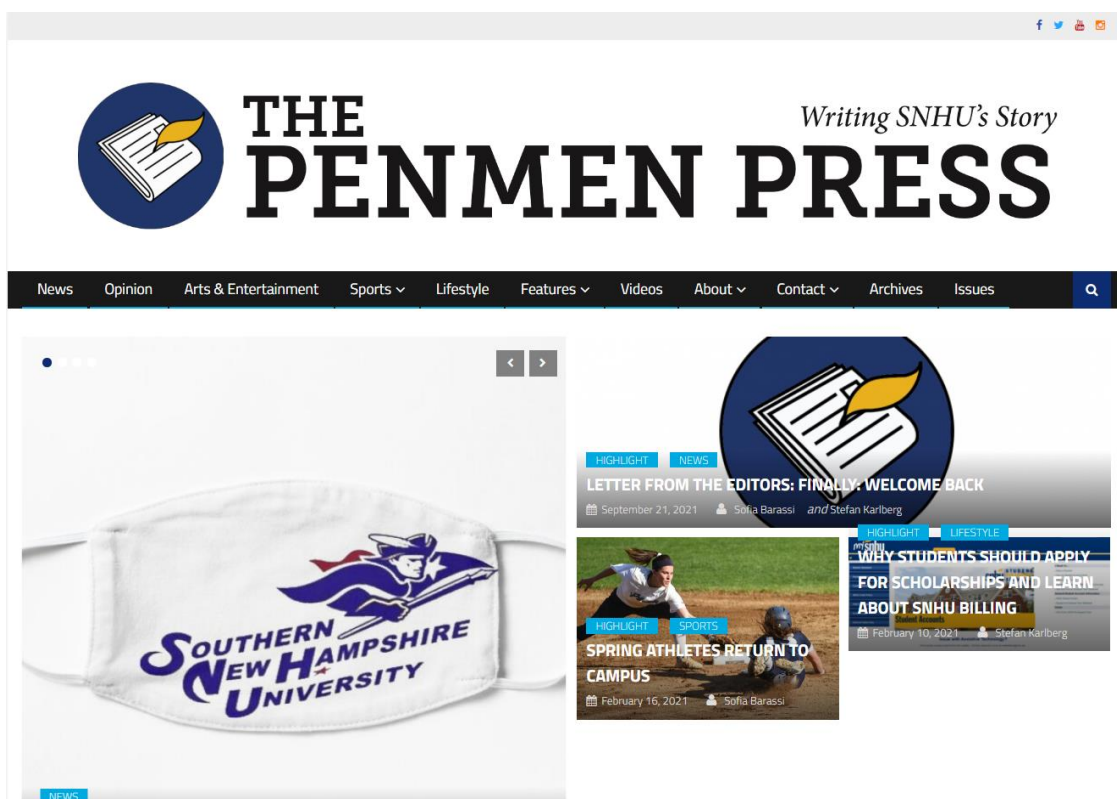 THE
Writing SNHU's Story
PENMEN PRESS
News Opinion Arts & Entertainment Sports Lifestyle Features Videos About Contact Archives Issues
SOUTHERN
NEW HAMPSHIRE
UNIVERSITY
NEWS
HIGHLIGHT NEWS
LETTER FROM THE EDITORS: FINALLY: WELCOME BACK
September 21, 2021 Sofia Barassi and Stefan Karlberg
HIGHLIGHT SPORTS
SPRING ATHLETES RETURN TO
CAMPUS
February 16, 2021 Sofia Barassi
HIGHLIGHT LIFESTYLE
mysnhu
WHY STUDENTS SHOULD APPLY
FOR SCHOLARSHIPS AND LEARN
ABOUT SNHU BILLING
Student Accounts
February 10, 2021 Stefan Karlberg